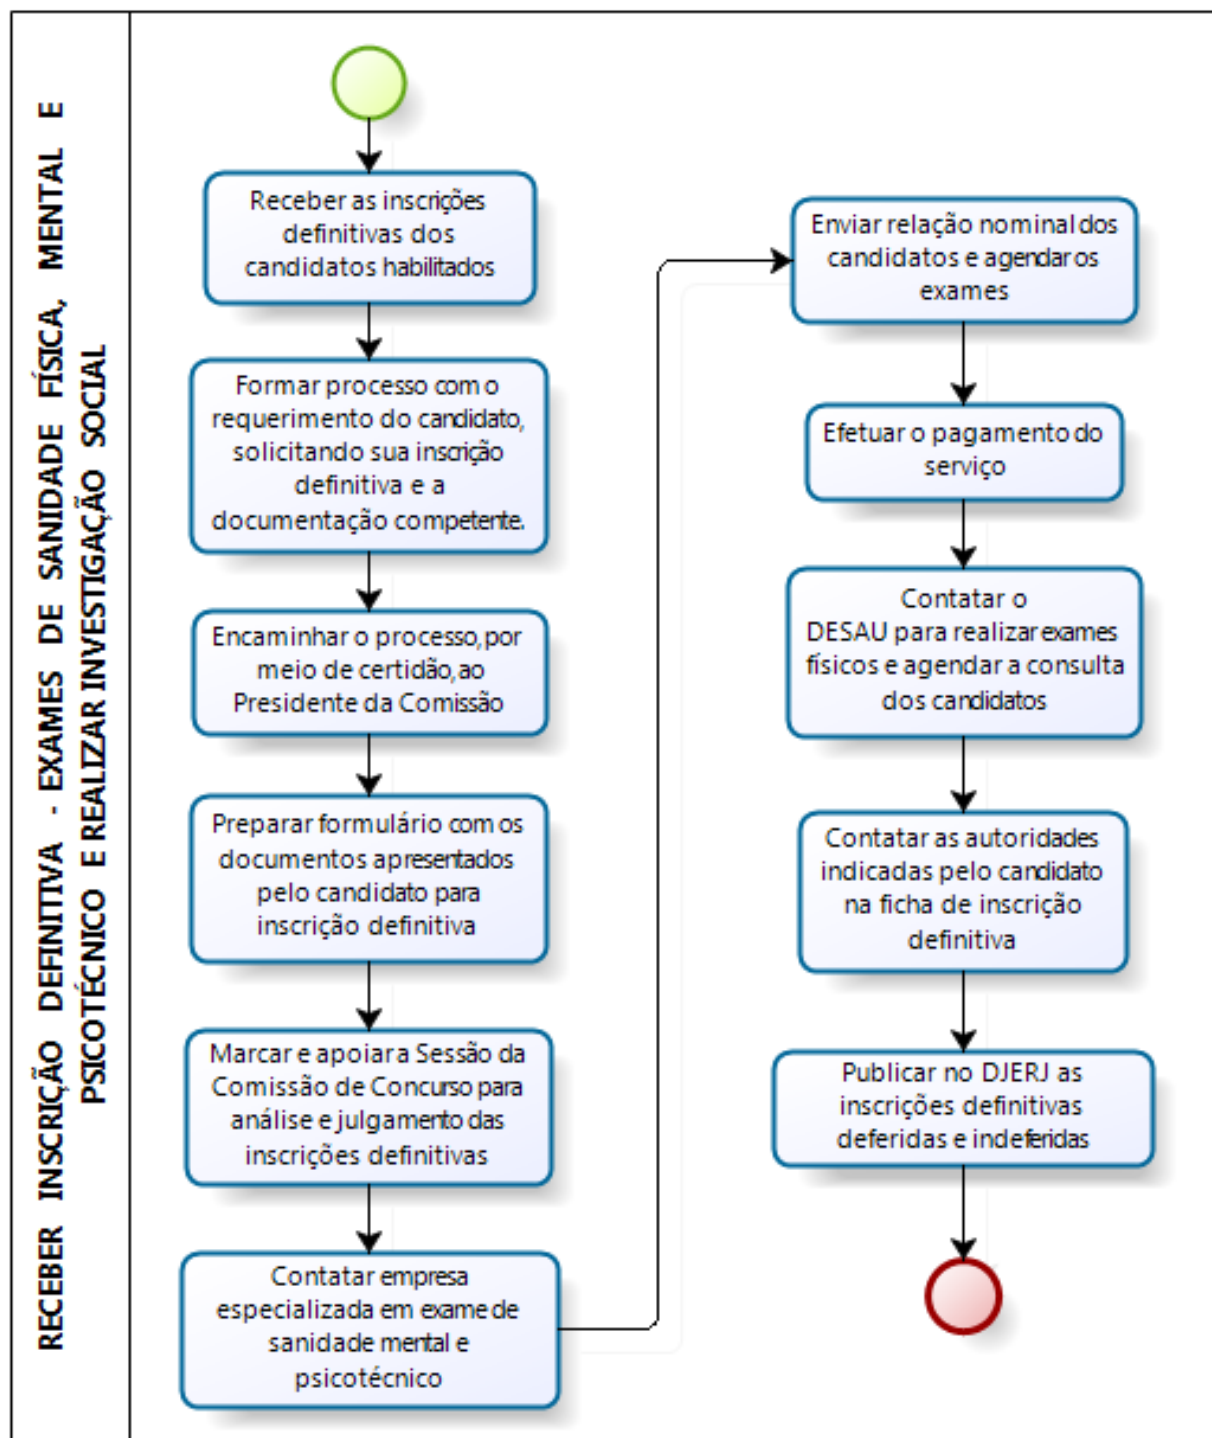 RECEBER INSCRIÇÃO DEFINITIVA - EXAMES DE SANIDADE FÍSICA, MENTAL E
PSICOTÉCNICO E REALIZAR INVESTIGAÇÃO SOCIAL
Receber as inscrições
definitivas dos
candidatos habilitados
Formar processo com o
requerimento do candidato,
solicitando sua inscrição
definitiva e a
documentação competente.
Encaminhar o processo, por
meio de certidão, ao
Presidente da Comissão
Preparar formulário com os
documentos apresentados
pelo candidato para
inscrição definitiva
Marcar e apoiar a Sessão da
Comissão de Concurso para
análise e julgamento das
inscrições definitivas
Contatar empresa
especializada em exame de
sanidade mental e
psicotécnico
Enviar relação nominal dos
candidatos e agendar os
exames
Efetuar o pagamento do
serviço
Contatar o
DESAU para realizar exames
físicos e agendar a consulta
dos candidatos
Contatar as autoridades
indicadas pelo candidato
na ficha de inscrição
definitiva
Publicar no DJERJ as
inscrições definitivas
deferidas e indeferidas